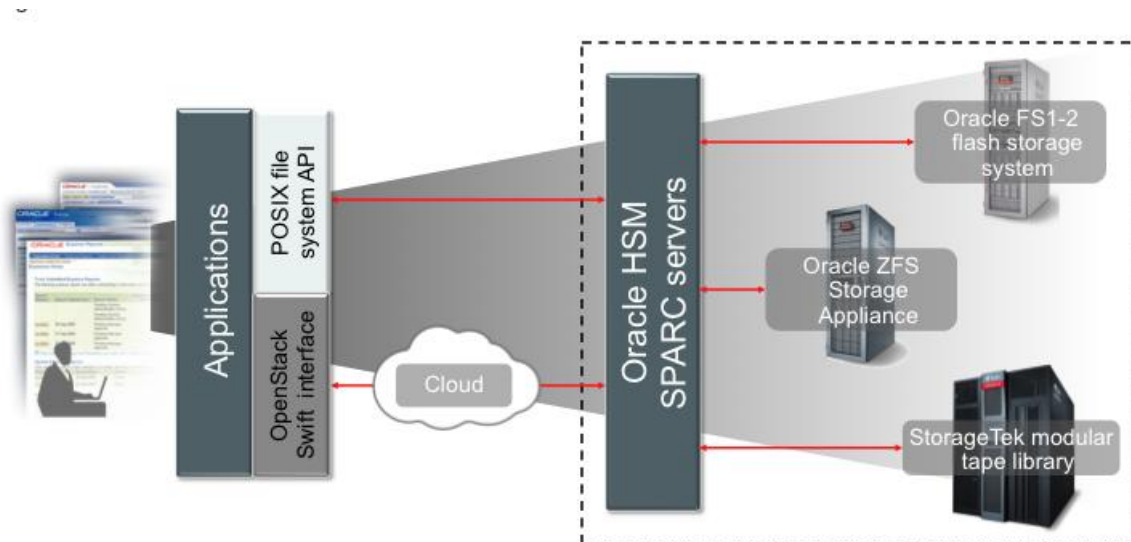 Applications
POSIX file
system API
OpenStack
Swift interface
Cloud
Oracle HSM
SPARC servers
Oracle FS1-2
flash storage
system
Oracle ZFS
Storage
Appliance
StorageTek modular
tape library